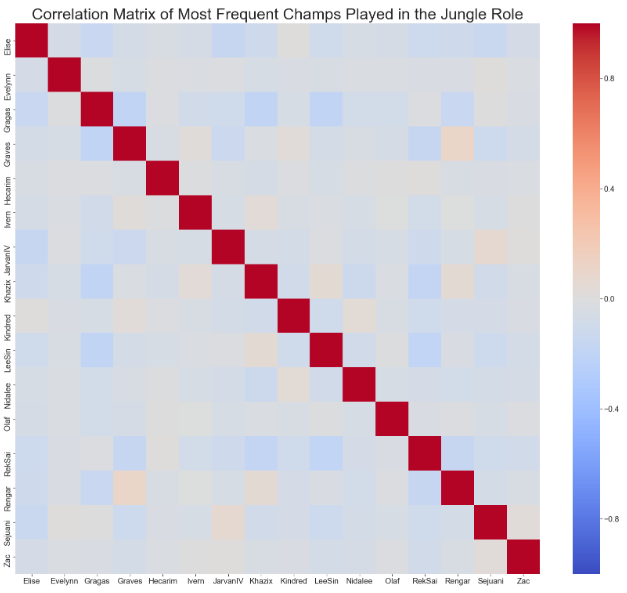 Correlation Matrix of Most Frequent Champs Played in the Jungle Role
Elise
Evelynn
Gragas
Graves
Hecarim
Ivern
JarvanIV
Khazix
Kindred
LeeSin
Nidalee
Olaf
RekSai
Rengar
Sejuani
Zac
Elise Evelynn Gragas Graves Hecarim Ivern JarvanIV Khazix Kindred LeeSin Nidalee Olaf RekSai Rengar Sejuani Zac
0.8
0.4
0.0
-0.4
-0.8